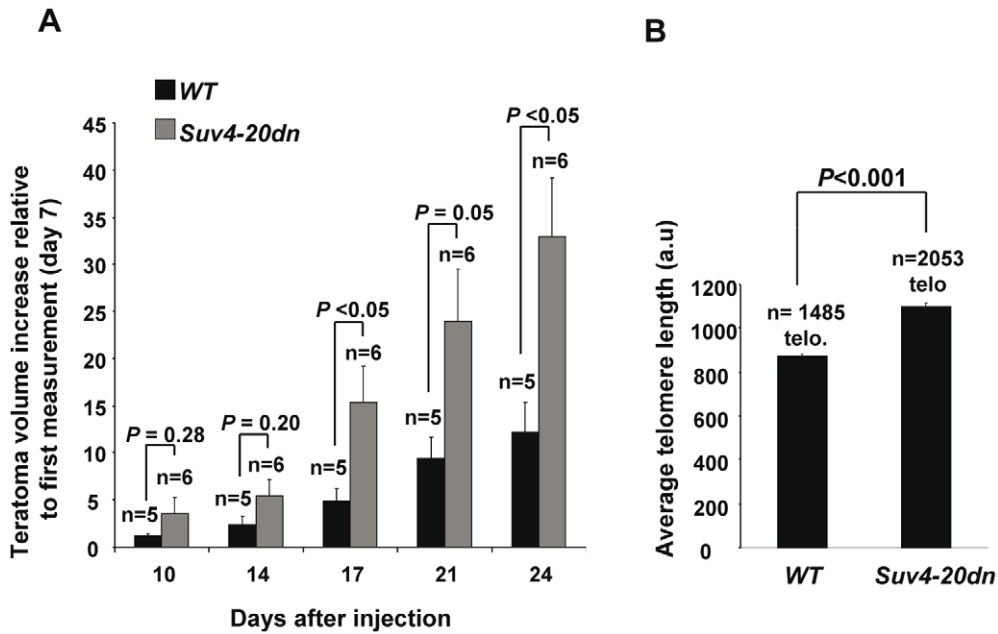 A
WT
Suv4-20dn
Teratoma volume increase relative
to first measurement (day 7)
45
40
35
30
25
20
15
10
5
0
P = 0.28
n=5
n=6
P = 0.20
n=5
n=6
P <0.05
n=5
n=6
P = 0.05
n=5
n=6
P <0.05
n=5
n=6
10 14 17 21 24
Days after injection
B
P<0.001
Average telomere length (a.u)
1200
1000
800
600
400
200
0
n= 1485
telo.
n=2053
telo
WT Suv4-20dn